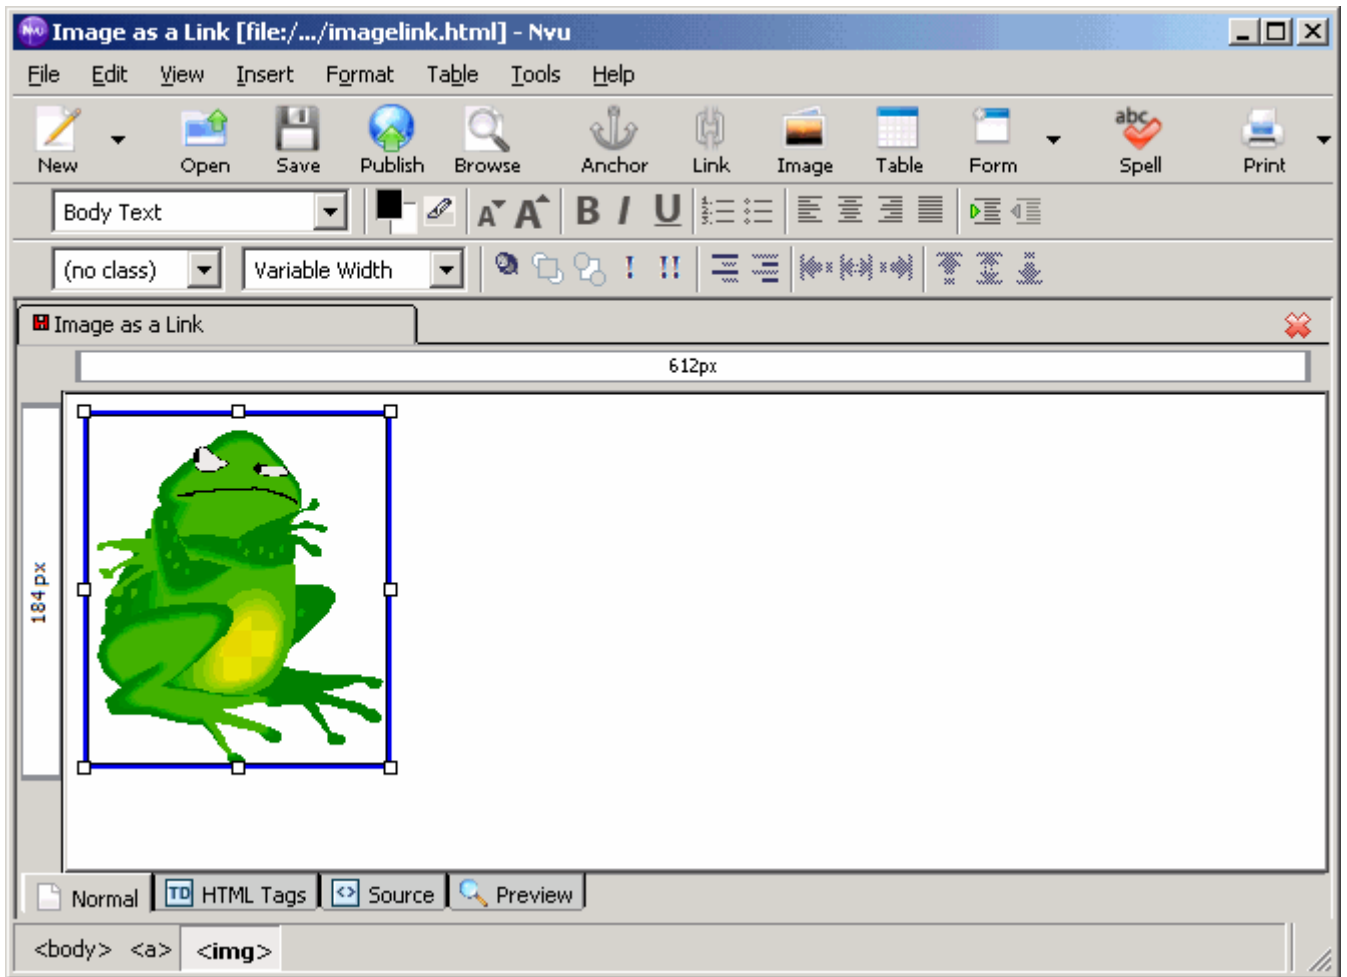 Image as a Link [file:/.../imagelink.html] - Nvu
File Edit View Insert Format Table Tools Help
abc
New Open Save Publish Browse Anchor Link Image Table Form Spell Print
Body Text A A B I U
(no class) Variable Width ! !!
Image as a Link
612px
184px
Normal TD HTML Tags <> Source Preview
<body> <a> <img>